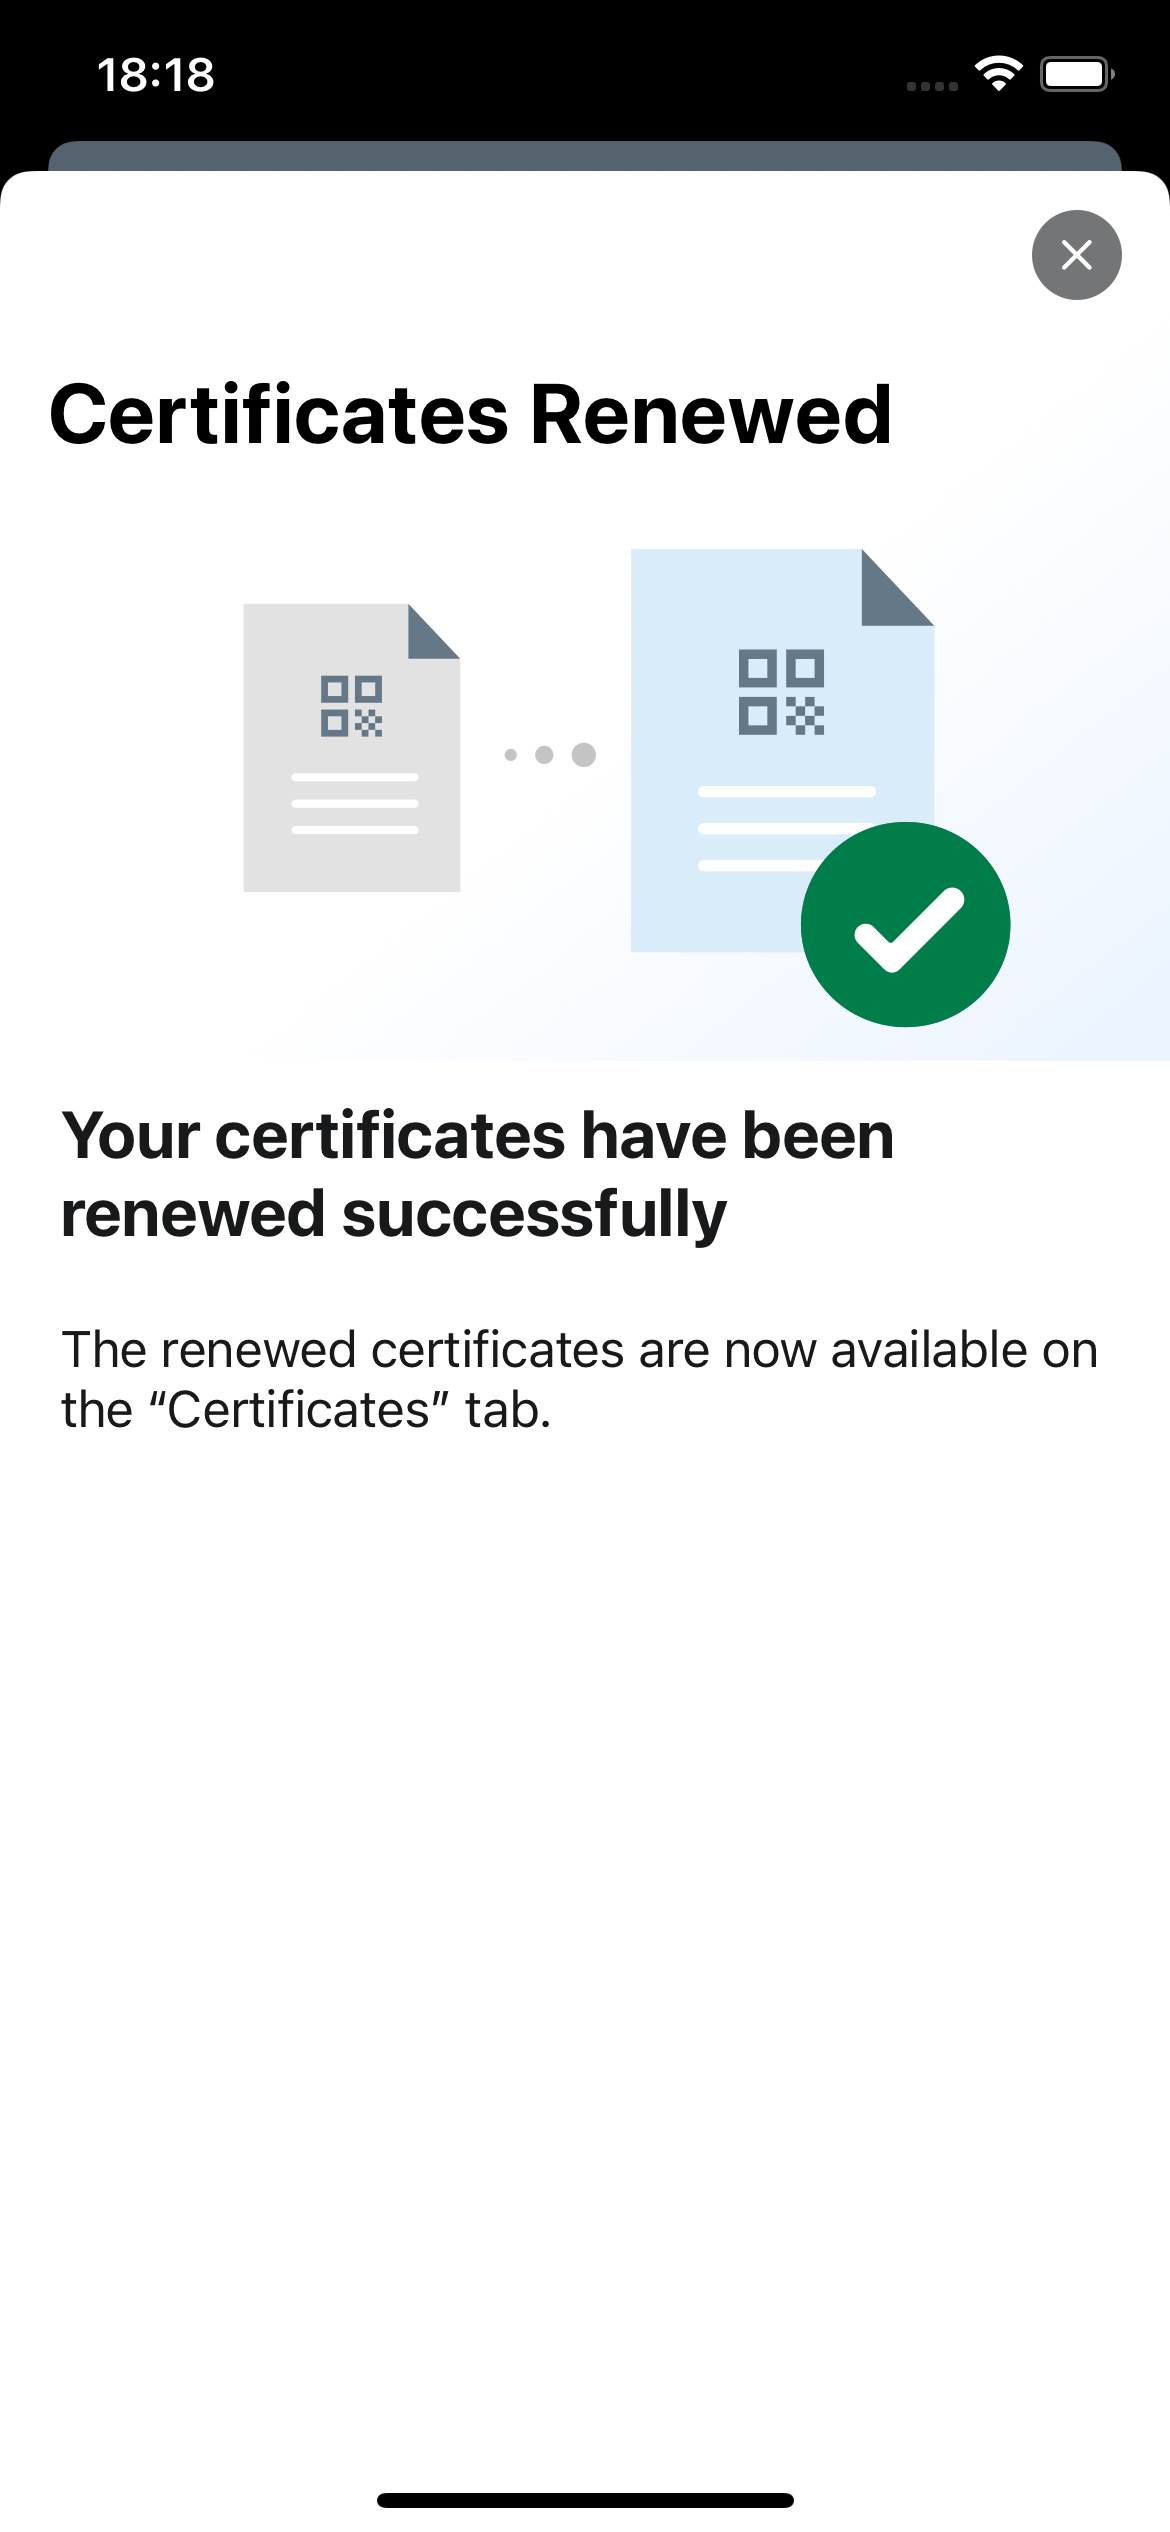 18:18
Certificates Renewed
Your certificates have been
renewed successfully
The renewed certificates are now available on
the “Certificates” tab.